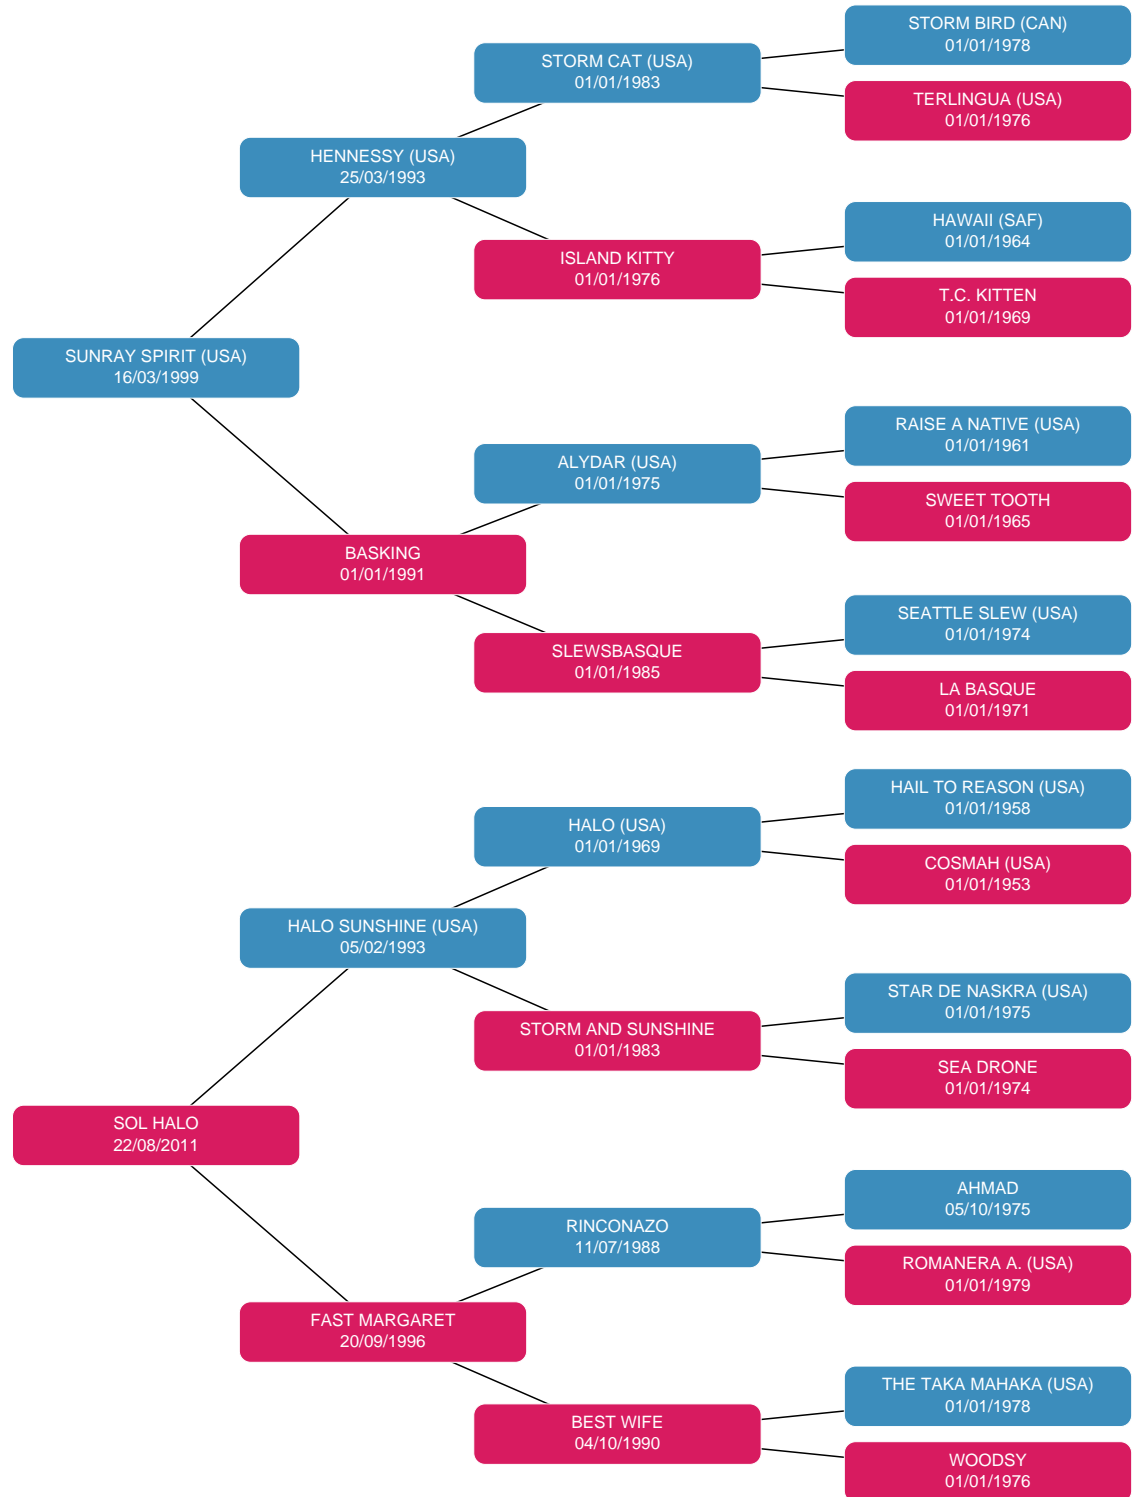 STORM BIRD (CAN)
01/01/1978
STORM CAT (USA)
01/01/1983
TERLINGUA (USA)
01/01/1976
HENNESSY (USA)
25/03/1993
HAWAII (SAF)
01/01/1964
ISLAND KITTY
01/01/1976
T.C. KITTEN
01/01/1969
SUNRAY SPIRIT (USA)
16/03/1999
RAISE A NATIVE (USA)
01/01/1961
ALYDAR (USA)
01/01/1975
SWEET TOOTH
01/01/1965
BASKING
01/01/1991
SEATTLE SLEW (USA)
01/01/1974
SLEWSBASQUE
01/01/1985
LA BASQUE
01/01/1971
HAIL TO REASON (USA)
01/01/1958
HALO (USA)
01/01/1969
COSMAH (USA)
01/01/1953
HALO SUNSHINE (USA)
05/02/1993
STAR DE NASKRA (USA)
01/01/1975
STORM AND SUNSHINE
01/01/1983
SEA DRONE
01/01/1974
SOL HALO
22/08/2011
AHMAD
05/10/1975
RINCONAZO
11/07/1988
ROMANERA A. (USA)
01/01/1979
FAST MARGARET
20/09/1996
THE TAKA MAHAKA (USA)
01/01/1978
BEST WIFE
04/10/1990
WOODSY
01/01/1976